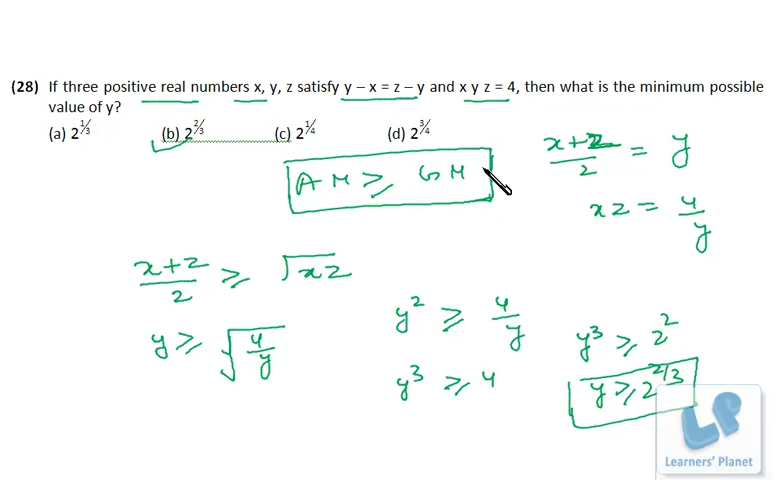 (28) If three positive real numbers x, y, z satisfy y – x = z – y and x y z = 4, then what is the minimum possible
value of y?
(a) 2^{1/3} (b) 2^{2/3} (c) 2^{1/4} (d) 2^{3/4}
x+z/2 = y
AM ≥ GM
xz = 4/y
x+z/2 ≥ √xz
y ≥ √4/y
y² ≥ 4/y
y³ ≥ 4
y³ ≥ 2²
y ≥ 2^{2/3}
LP
Learners' Planet